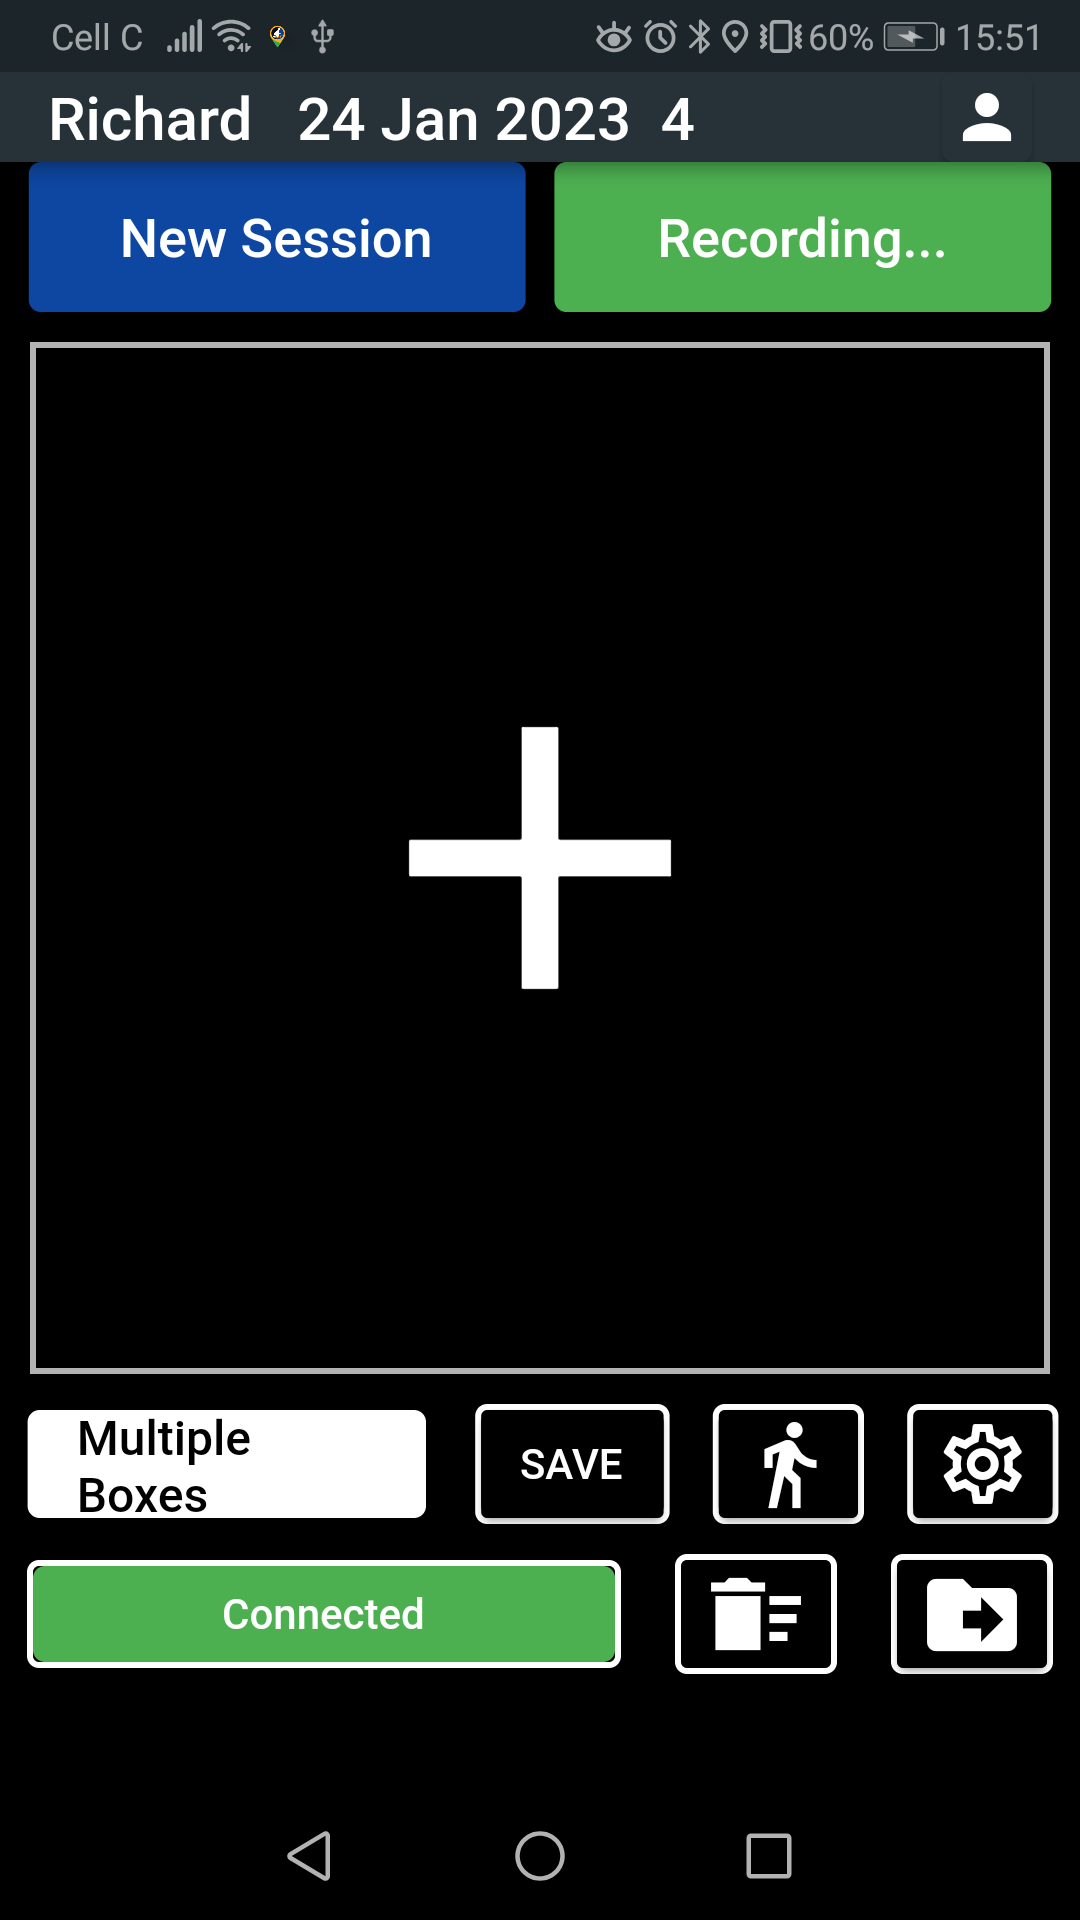 Cell C 60% 15:51
Richard 24 Jan 2023 4
New Session Recording...
Multiple
Boxes
SAVE
Connected